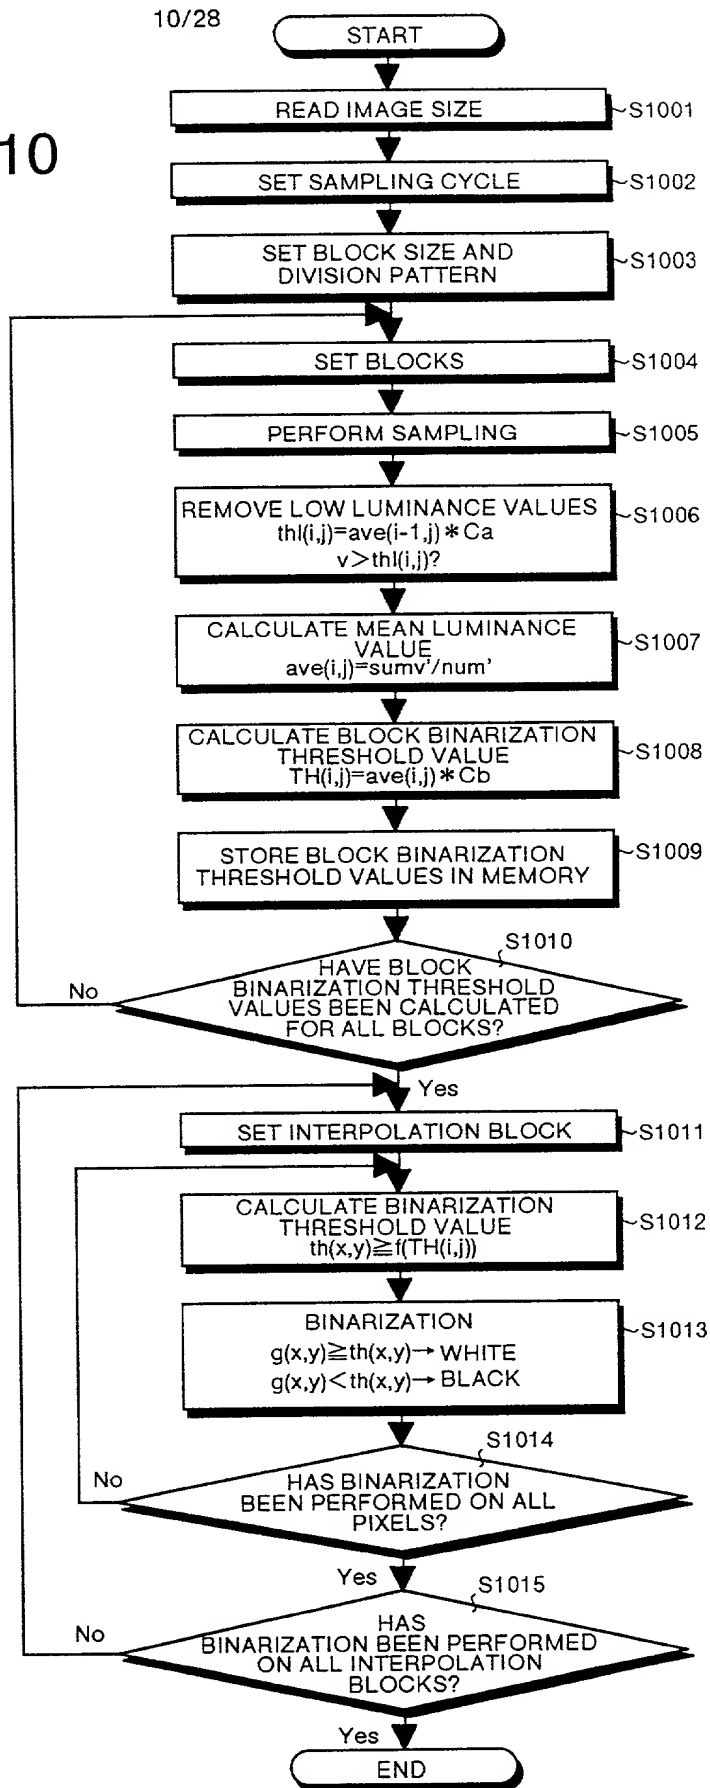 10/28
10
START
READ IMAGE SIZE
S1001
SET SAMPLING CYCLE
S1002
SET BLOCK SIZE AND
DIVISION PATTERN
S1003
SET BLOCKS
S1004
PERFORM SAMPLING
S1005
REMOVE LOW LUMINANCE VALUES
thl(i,j)=ave(i-1,j)*Ca
v>thl(i,j)?
S1006
CALCULATE MEAN LUMINANCE
VALUE
ave(i,j)=sumv'/num'
S1007
CALCULATE BLOCK BINARIZATION
THRESHOLD VALUE
TH(i,j)=ave(i,j)*Cb
S1008
STORE BLOCK BINARIZATION
THRESHOLD VALUES IN MEMORY
S1009
S1010
HAVE BLOCK
BINARIZATION THRESHOLD
VALUES BEEN CALCULATED
FOR ALL BLOCKS?
No
Yes
SET INTERPOLATION BLOCK
S1011
CALCULATE BINARIZATION
THRESHOLD VALUE
th(x,y)≧f(TH(i,j))
S1012
BINARIZATION
g(x,y)≧th(x,y)→WHITE
g(x,y)<th(x,y)→BLACK
S1013
S1014
HAS BINARIZATION
BEEN PERFORMED ON ALL
PIXELS?
No
Yes
S1015
HAS
BINARIZATION BEEN PERFORMED
ON ALL INTERPOLATION
BLOCKS?
No
Yes
END